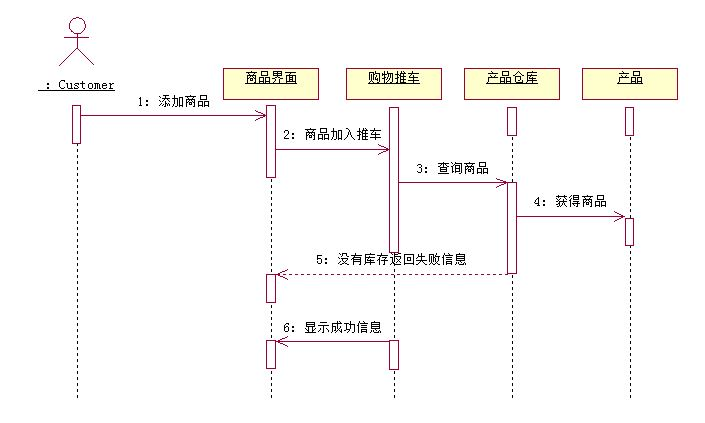 : Customer
商品界面
购物推车
产品仓库
产品
1: 添加商品
2: 商品加入推车
3: 查询商品
4: 获得商品
5: 没有库存返回失败信息
6: 显示成功信息